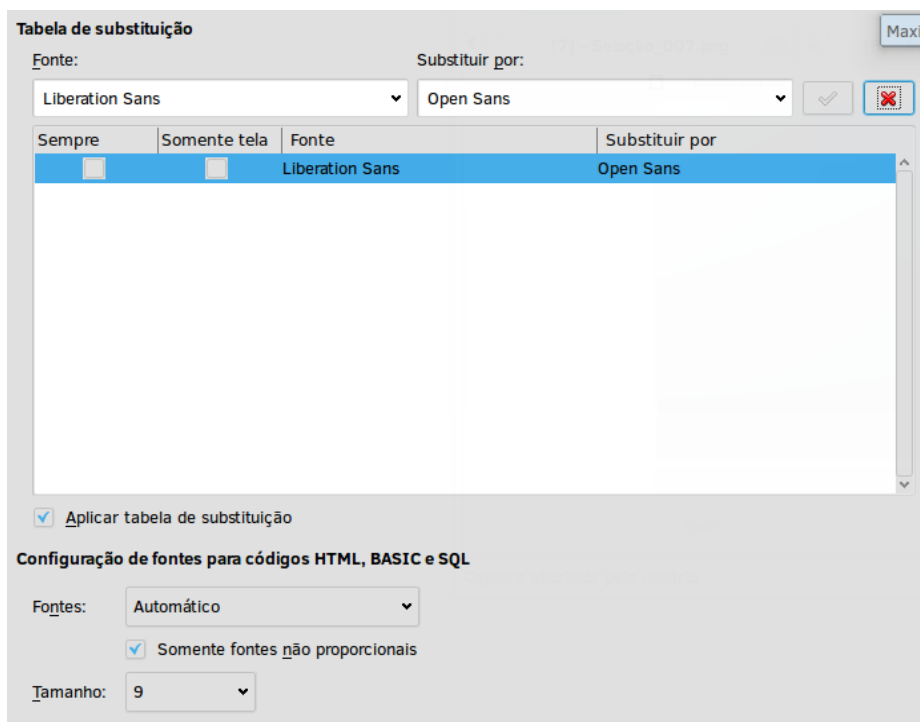 Tabela de substituição
Maxi
Fonte: Substituir por:
Liberation Sans Open Sans
Sempre Somente tela Fonte Substituir por
Liberation Sans Open Sans
Aplicar tabela de substituição
Configuração de fontes para códigos HTML, BASIC e SQL
Fontes: Automático
Somente fontes não proporcionais
Tamanho: 9